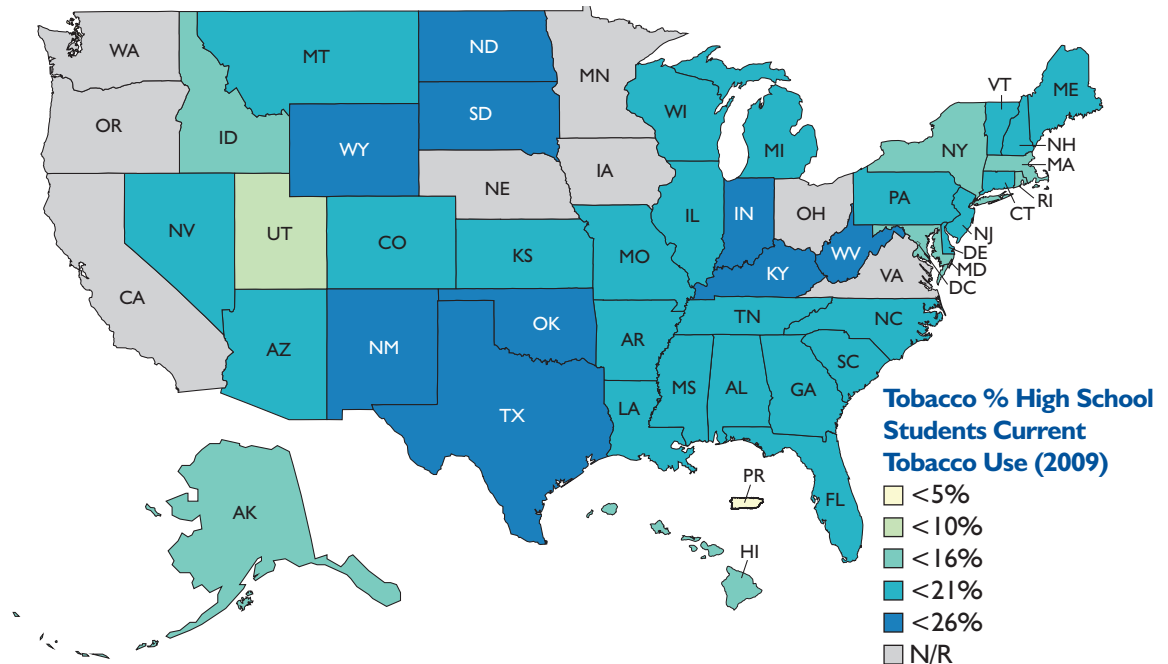 WA
MT
ND
MN
VT
ME
OR
ID
SD
WI
MI
NY
NH
MA
WY
NE
IA
PA
RI
CT
NV
UT
CO
IL
IN
OH
NJ
DE
MD
DC
CA
KS
MO
KY
WV
VA
AZ
NM
OK
AR
TN
NC
SC
MS
AL
GA
TX
LA
FL
AK
PR
HI
Tobacco % High School
Students Current
Tobacco Use (2009)
<5%
<10%
<16%
<21%
<26%
N/R